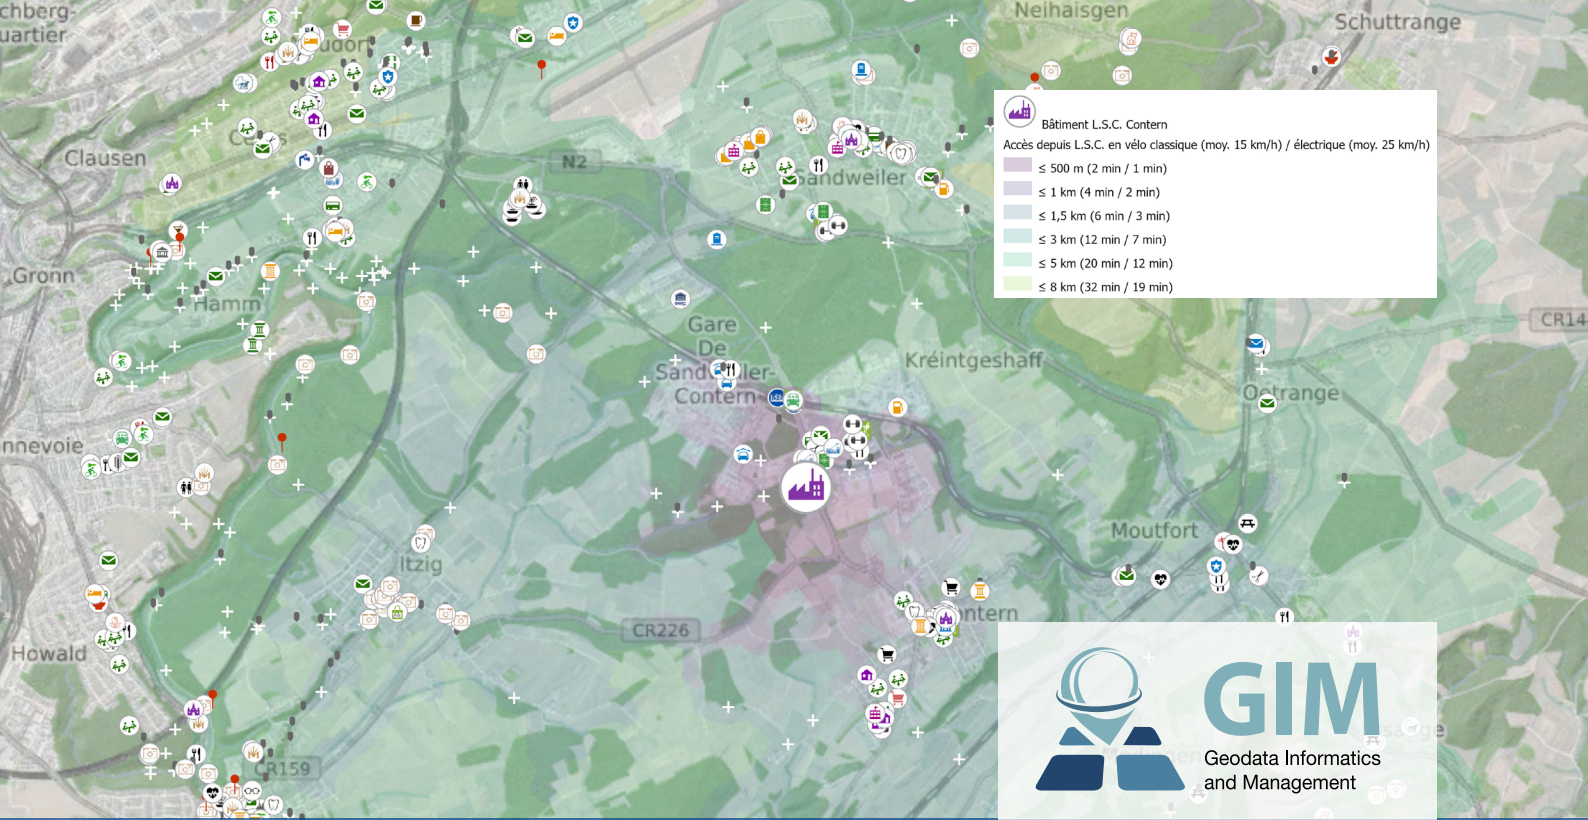 Neihaisgen
Schuttrange
Clausen
N2
Sandweiler
Bâtiment L.S.C. Contern
Accès depuis L.S.C. en vélo classique (moy. 15 km/h) / électrique (moy. 25 km/h)
≤ 500 m (2 min / 1 min)
≤ 1 km (4 min / 2 min)
≤ 1,5 km (6 min / 3 min)
≤ 3 km (12 min / 7 min)
≤ 5 km (20 min / 12 min)
≤ 8 km (32 min / 19 min)
Gronn
Hamm
CR14
Gare
De
Sandweiler-
Contern
Kréintgeshaff
Oetrange
nnevoie
Moutfort
Itzig
CR226
ontern
Howald
CR159
GIM
Geodata Informatics
and Management